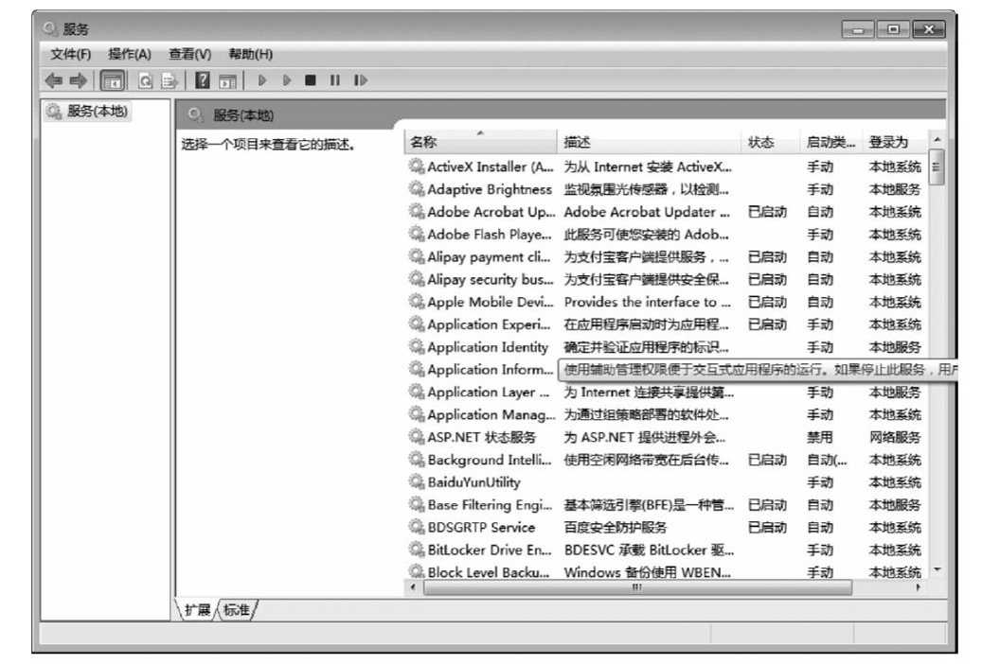 服务
文件(F) 操作(A) 查看(V) 帮助(H)
服务(本地)
服务(本地)
选择一个项目来查看它的描述。
名称 描述 状态 启动类... 登录为
ActiveX Installer (A... 为从 Internet 安装 ActiveX... 手动 本地系统
Adaptive Brightness 监视氛围光传感器，以检测... 手动 本地服务
Adobe Acrobat Up... Adobe Acrobat Updater ... 已启动 自动 本地系统
Adobe Flash Playe... 此服务可使您安装的 Adob... 手动 本地系统
Alipay payment cli... 为支付宝客户端提供服务，... 已启动 自动 本地系统
Alipay security bus... 为支付宝客户端提供安全保... 已启动 自动 本地系统
Apple Mobile Devi... Provides the interface to ... 已启动 自动 本地系统
Application Experi... 在应用程序启动时为应用程... 已启动 手动 本地系统
Application Identity 确定并验证应用程序的标识... 手动 本地服务
Application Inform... 使用辅助管理权限便于交互式应用程序的运行。如果停止此服务，用户
Application Layer ... 为 Internet 连接共享提供第... 手动 本地服务
Application Manag... 为通过组策略部署的软件处... 手动 本地系统
ASP.NET 状态服务 为 ASP.NET 提供进程外会... 禁用 网络服务
Background Intelli... 使用空闲网络带宽在后台传... 已启动 自动(... 本地系统
BaiduYunUtility 手动 本地系统
Base Filtering Engi... 基本筛选引擎(BFE)是一种管... 已启动 自动 本地服务
BDSGRTP Service 百度安全防护服务 已启动 自动 本地系统
BitLocker Drive En... BDESVC 承载 BitLocker 驱... 手动 本地系统
Block Level Backu... Windows 备份使用 WBEN... 手动 本地系统
扩展 标准